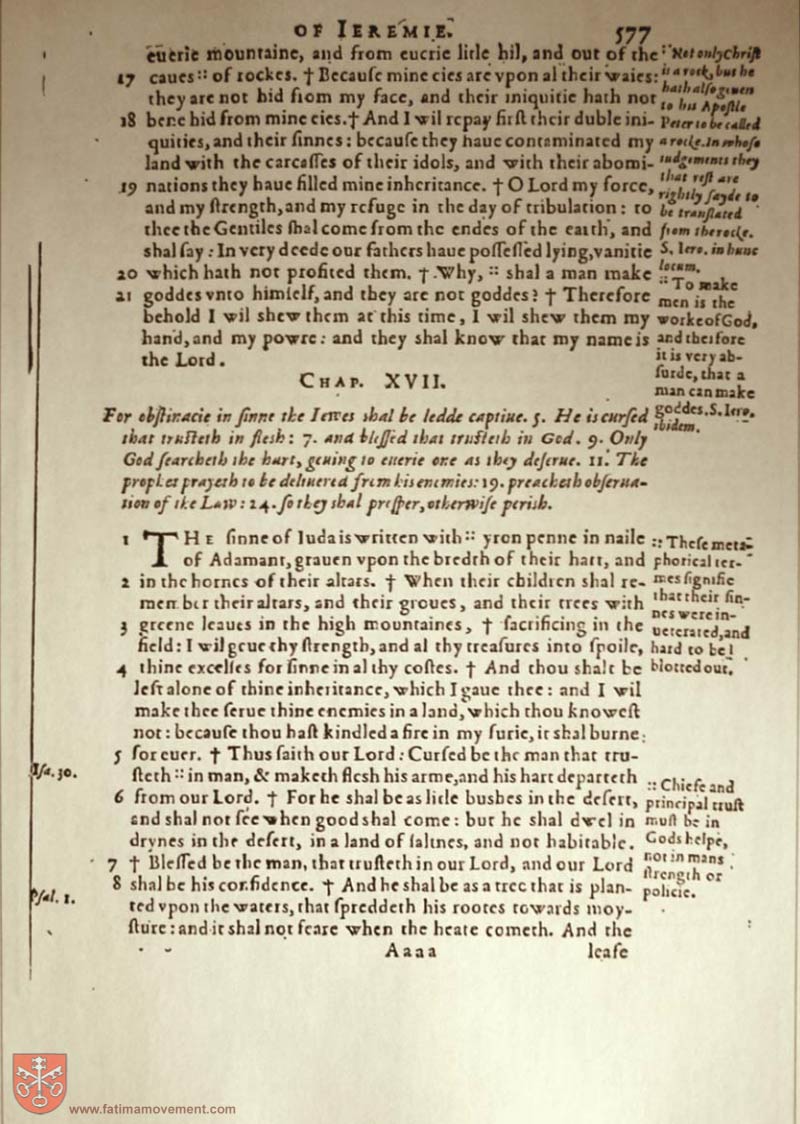 OF IEREMIE.
577
euerie mountaine, and from euerie litle hil, and out of the
17 caues :: of rockes. † Becauſe mine eies are vpon al their waies:
they are not hid from my face, and their iniquitie hath not
18 bene hid from mine eies. † And I wil repay firſt their duble ini-
quities, and their ſinnes: becauſe they haue contaminated my
land with the carcaſſes of their idols, and with their abomi-
19 nations they haue filled mine inheritance. † O Lord my force,
and my ſtrength, and my refuge in the day of tribulation: to
thee the Gentiles ſhal come from the endes of the earth, and
ſhal ſay: In very deede our fathers haue poſſeſſed lying, vanitie
20 which hath not profited them. † Why, :: ſhal a man make
21 goddes vnto himſelf, and they are not goddes? † Therefore
behold I wil shew them at this time, I wil shew them my
hand, and my powre: and they shal know that my name is
the Lord.
:: Not only Chriſt
is a rock, but he
hath alſo geuen
to his Apoſtle
Peter to be called
a rocke. In whoſe
iudgements they
that reſt are
rightly ſayde to
be tranſlated
from the rocke.
S. Iero. in hunc
locum.
:: To make
men is the
worke of God,
and therfore
it is very ab-
ſurde, that a
man can make
goddes. S. Iero.
ibidem.
CHAP. XVII.
For obſtinacie in ſinne the Iewes ſhal be ledde captiue. 5. He is curſed
that truſteth in fleſh: 7. and bleſſed that truſteth in God. 9. Only
God ſearcheth the hart, geuing to euerie one as they deſerue. 11. The
prophet prayeth to be deliuered from his enemies: 19. preacheth obſerua-
tion of the Law: 24. ſo they ſhal proſper, otherwiſe perish.
1 THE ſinne of Iuda is written with :: yron penne in naile
of Adamant, grauen vpon the bredth of their hart, and
2 in the hornes of their altars. † When their children shal re-
member their altars, and their groues, and their trees with
3 greene leaues in the high mountaines, † ſacrificing in the
field: I wil geue thy ſtrength, and al thy treaſures into ſpoile,
4 thine excelſes for ſinne in al thy coſtes. † And thou shalt be
left alone of thine inheritance, which I gaue thee: and I wil
make thee ſerue thine enemies in a land, which thou knoweſt
not: becauſe thou haſt kindled a fire in my furie, it shal burne
5 for euer. † Thus ſaith our Lord: Curſed be the man that tru-
ſteth :: in man, & maketh flesh his arme, and his hart departeth
6 from our Lord. † For he shal be as litle bushes in the deſert,
and shal not ſee when good shal come: but he shal dwel in
drynes in the deſert, in a land of ſaltnes, and not habitable.
7 † Bleſſed be the man, that truſteth in our Lord, and our Lord
8 shal be his confidence. † And he shal be as a tree that is plan-
ted vpon the waters, that ſpreddeth his rootes towards moy-
ſture: and it shal not feare when the heate cometh. And the
:: Theſe meta-
phorical ter-
mes ſignifie
that their ſin-
nes were in-
ueterated, and
hard to be
blotted out.
:: Chiefe and
principal truſt
muſt be in
Gods helpe,
not in mans
ſtrength or
policie.
Iſa. 30.
Pſal. 1.
Aaaa
leafe
www.fatimamovement.com